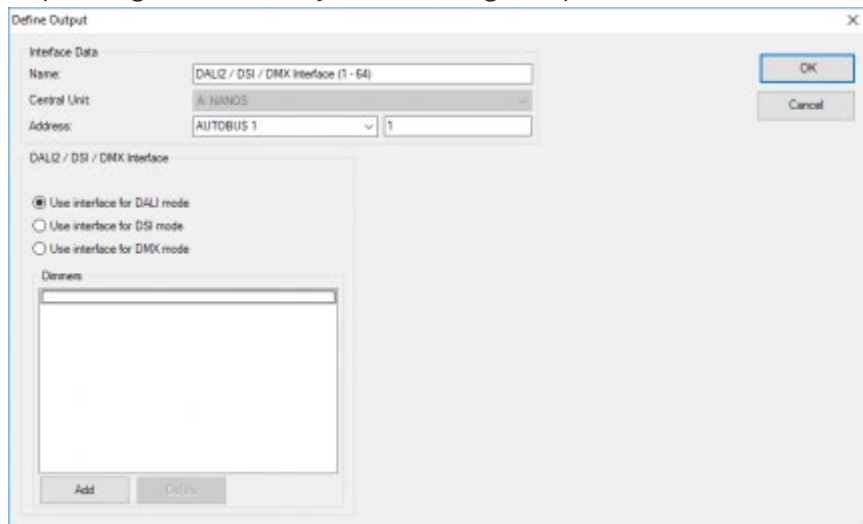 Define Output
Interface Data
Name:
DALI2 / DSI / DMX Interface (1 - 64)
OK
Central Unit
A: NANOS
Cancel
Address:
AUTOBUS 1
1
DALI2 / DSI / DMX Interface
Use interface for DALI mode
Use interface for DSI mode
Use interface for DMX mode
Dimmers
Add